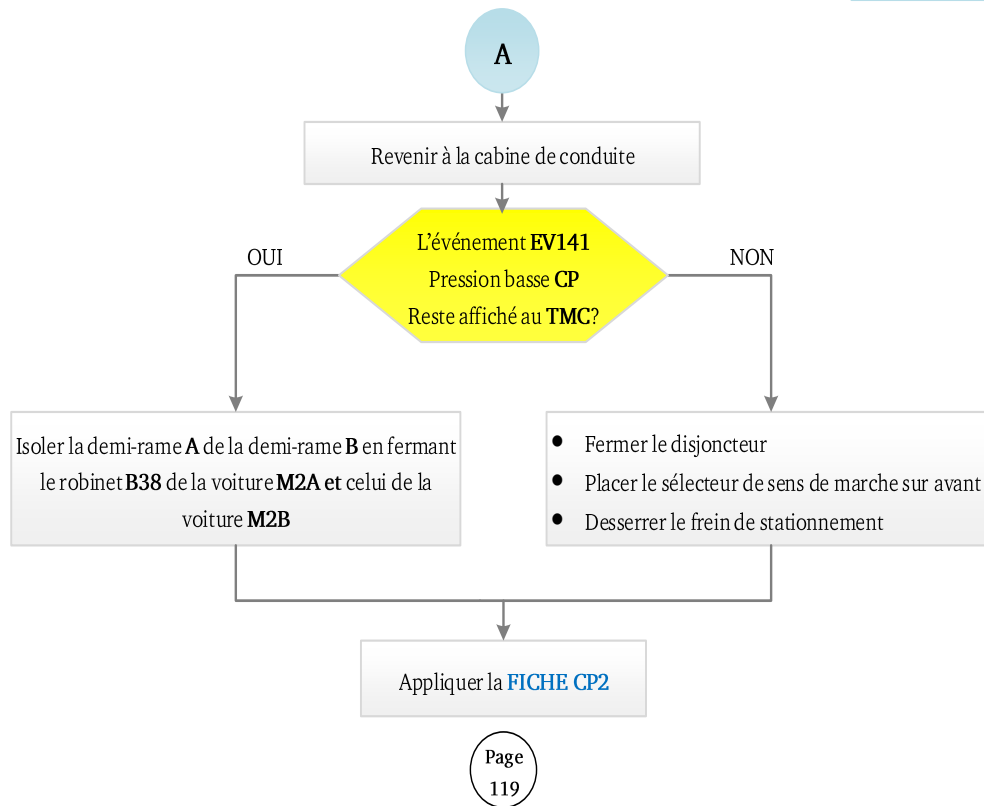 A
Revenir à la cabine de conduite
L'événement EV141
Pression basse CP
Reste affiché au TMC?
OUI
NON
Isoler la demi-rame A de la demi-rame B en fermant
le robinet B38 de la voiture M2A et celui de la
voiture M2B
• Fermer le disjoncteur
• Placer le sélecteur de sens de marche sur avant
• Desserrer le frein de stationnement
Appliquer la FICHE CP2
Page
119